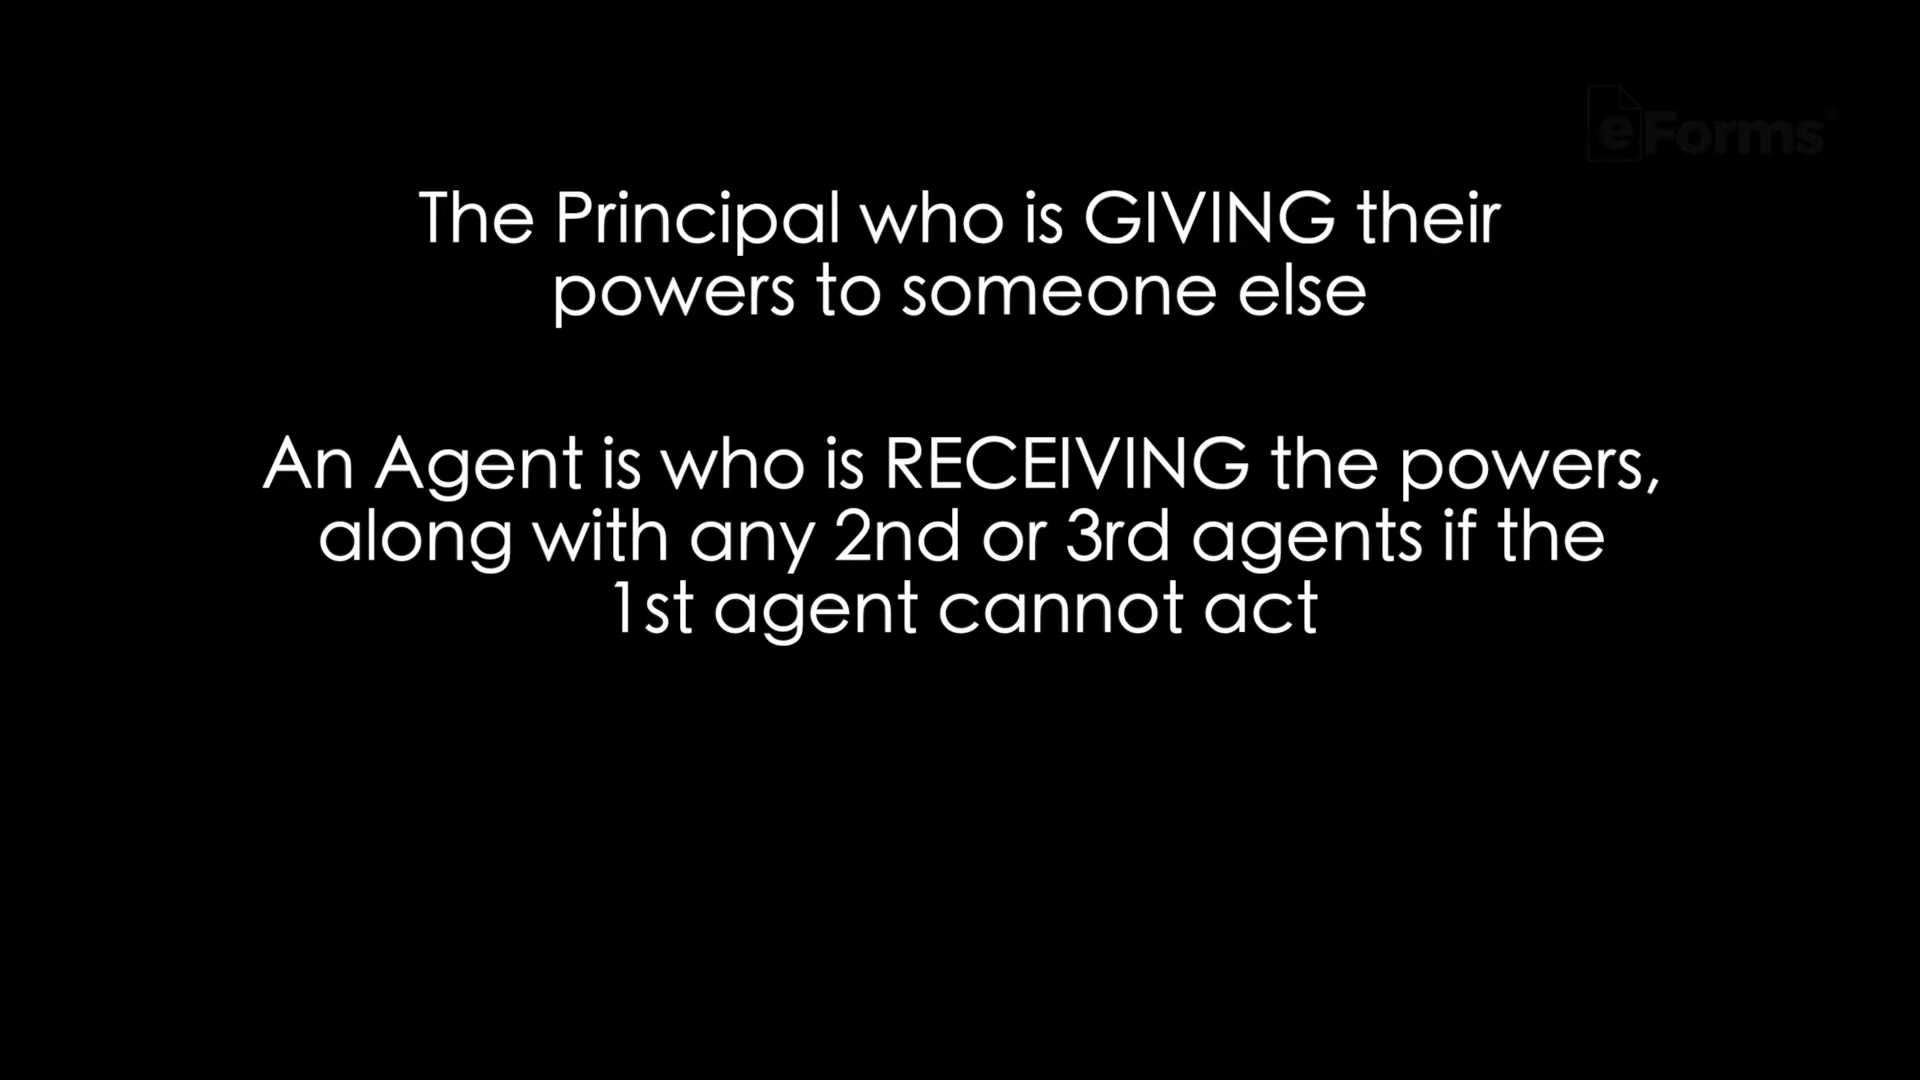 eForms
The Principal who is GIVING their
powers to someone else
An Agent is who is RECEIVING the powers,
along with any 2nd or 3rd agents if the
1st agent cannot act